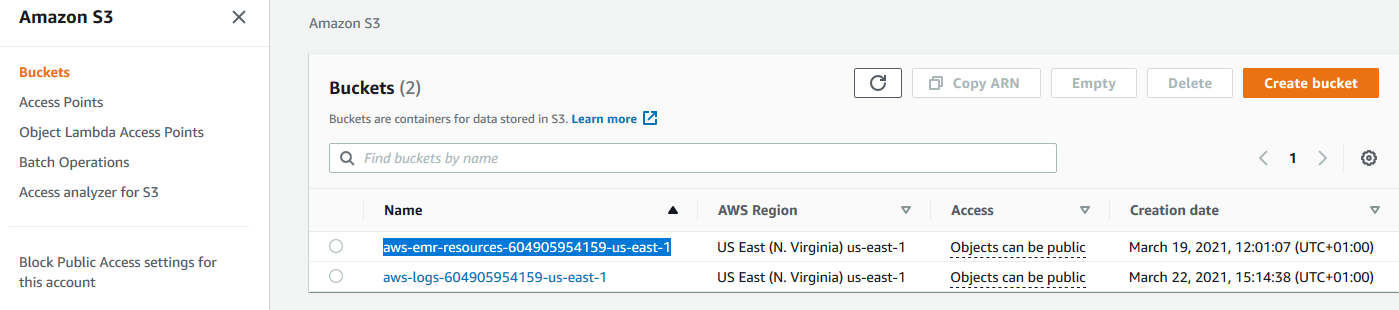 Amazon S3
Buckets
Access Points
Object Lambda Access Points
Batch Operations
Access analyzer for S3
Block Public Access settings for
this account
Amazon S3
Buckets (2)
Copy ARN
Empty
Delete
Create bucket
Buckets are containers for data stored in S3. Learn more
Find buckets by name
1
Name AWS Region Access Creation date
aws-emr-resources-604905954159-us-east-1 US East (N. Virginia) us-east-1 Objects can be public March 19, 2021, 12:01:07 (UTC+01:00)
aws-logs-604905954159-us-east-1 US East (N. Virginia) us-east-1 Objects can be public March 22, 2021, 15:14:38 (UTC+01:00)